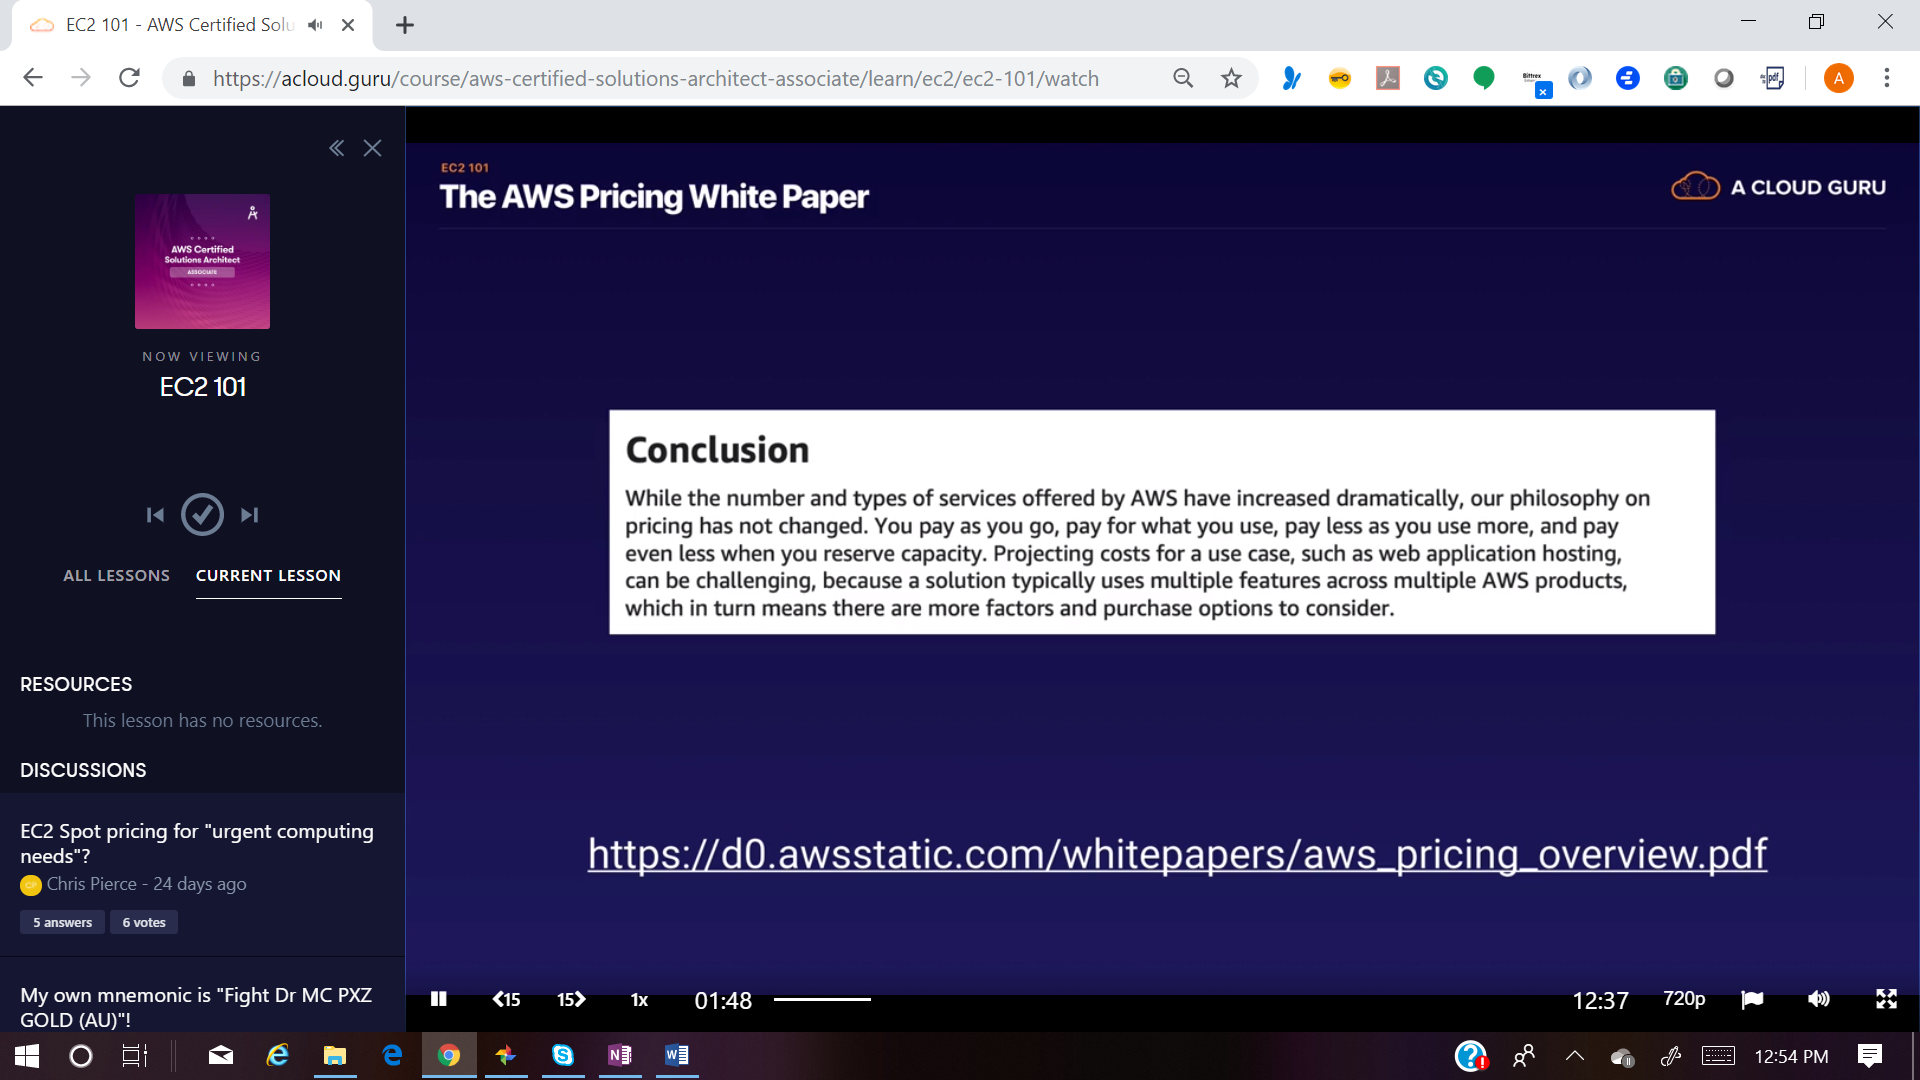 EC2 101 - AWS Certified Solu
https://acloud.guru/course/aws-certified-solutions-architect-associate/learn/ec2/ec2-101/watch
A
AWS Certified
Solutions Architect
ASSOCIATE
NOW VIEWING
EC2 101
ALL LESSONS
CURRENT LESSON
RESOURCES
This lesson has no resources.
DISCUSSIONS
EC2 Spot pricing for "urgent computing
needs"?
CP Chris Pierce - 24 days ago
5 answers
6 votes
My own mnemonic is "Fight Dr MC PXZ
GOLD (AU)"!
EC2 101
The AWS Pricing White Paper
A CLOUD GURU
Conclusion
While the number and types of services offered by AWS have increased dramatically, our philosophy on
pricing has not changed. You pay as you go, pay for what you use, pay less as you use more, and pay
even less when you reserve capacity. Projecting costs for a use case, such as web application hosting,
can be challenging, because a solution typically uses multiple features across multiple AWS products,
which in turn means there are more factors and purchase options to consider.
https://d0.awsstatic.com/whitepapers/aws_pricing_overview.pdf
15
15
1x
01:48
12:37
720p
12:54 PM